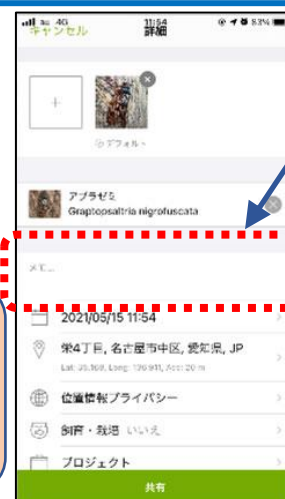 4G 11:54 83%
キャンセル 詳細
デフォルト
アブラゼミ
Graptopsaltria nigrofuscata
メモ...
2021/05/15 11:54
栄4丁目, 名古屋市中区, 愛知県, JP
位置情報プライバシー
飼育・栽培 いいえ
プロジェクト
共有